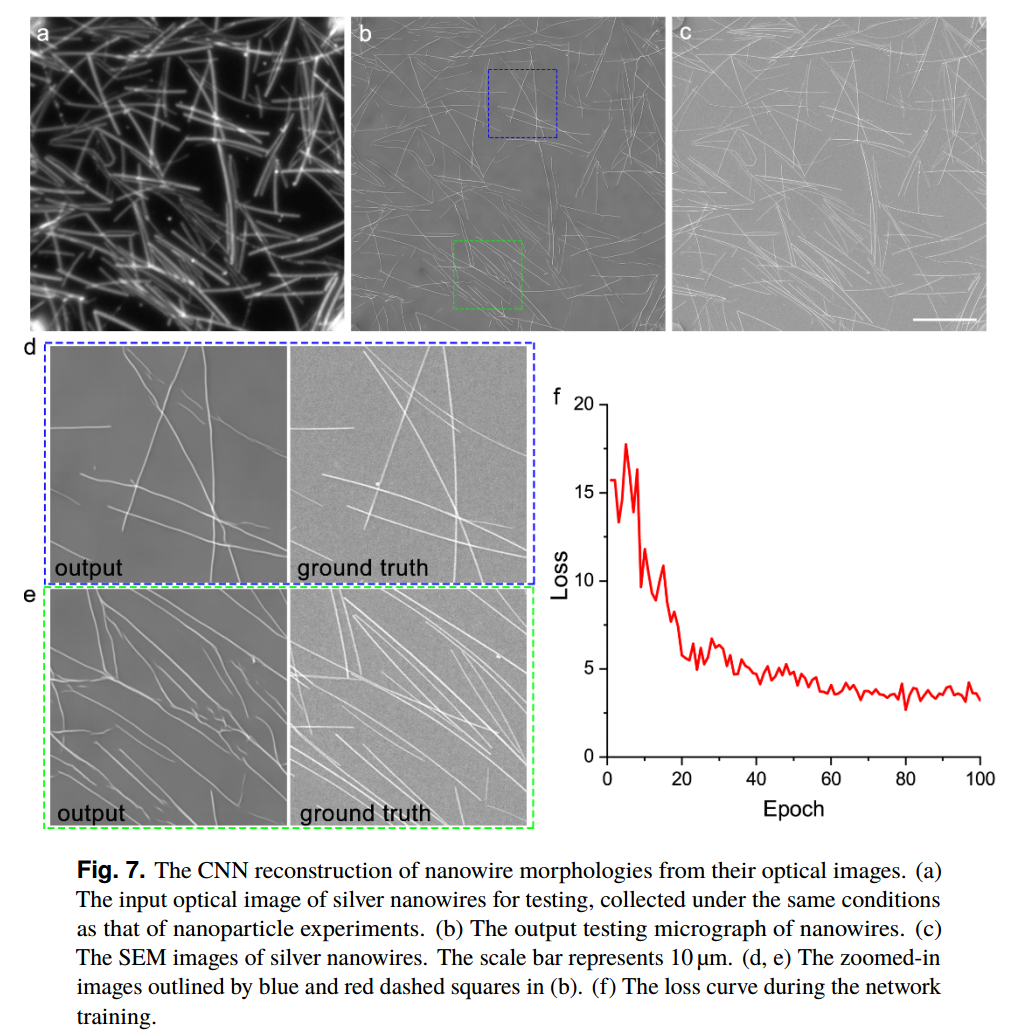 a
b
c
d
output
ground truth
e
output
ground truth
f
20
15
10
5
0
Loss
0
20
40
60
80
100
Epoch
Fig. 7. The CNN reconstruction of nanowire morphologies from their optical images. (a)
The input optical image of silver nanowires for testing, collected under the same conditions
as that of nanoparticle experiments. (b) The output testing micrograph of nanowires. (c)
The SEM images of silver nanowires. The scale bar represents 10 µm. (d, e) The zoomed-in
images outlined by blue and red dashed squares in (b). (f) The loss curve during the network
training.